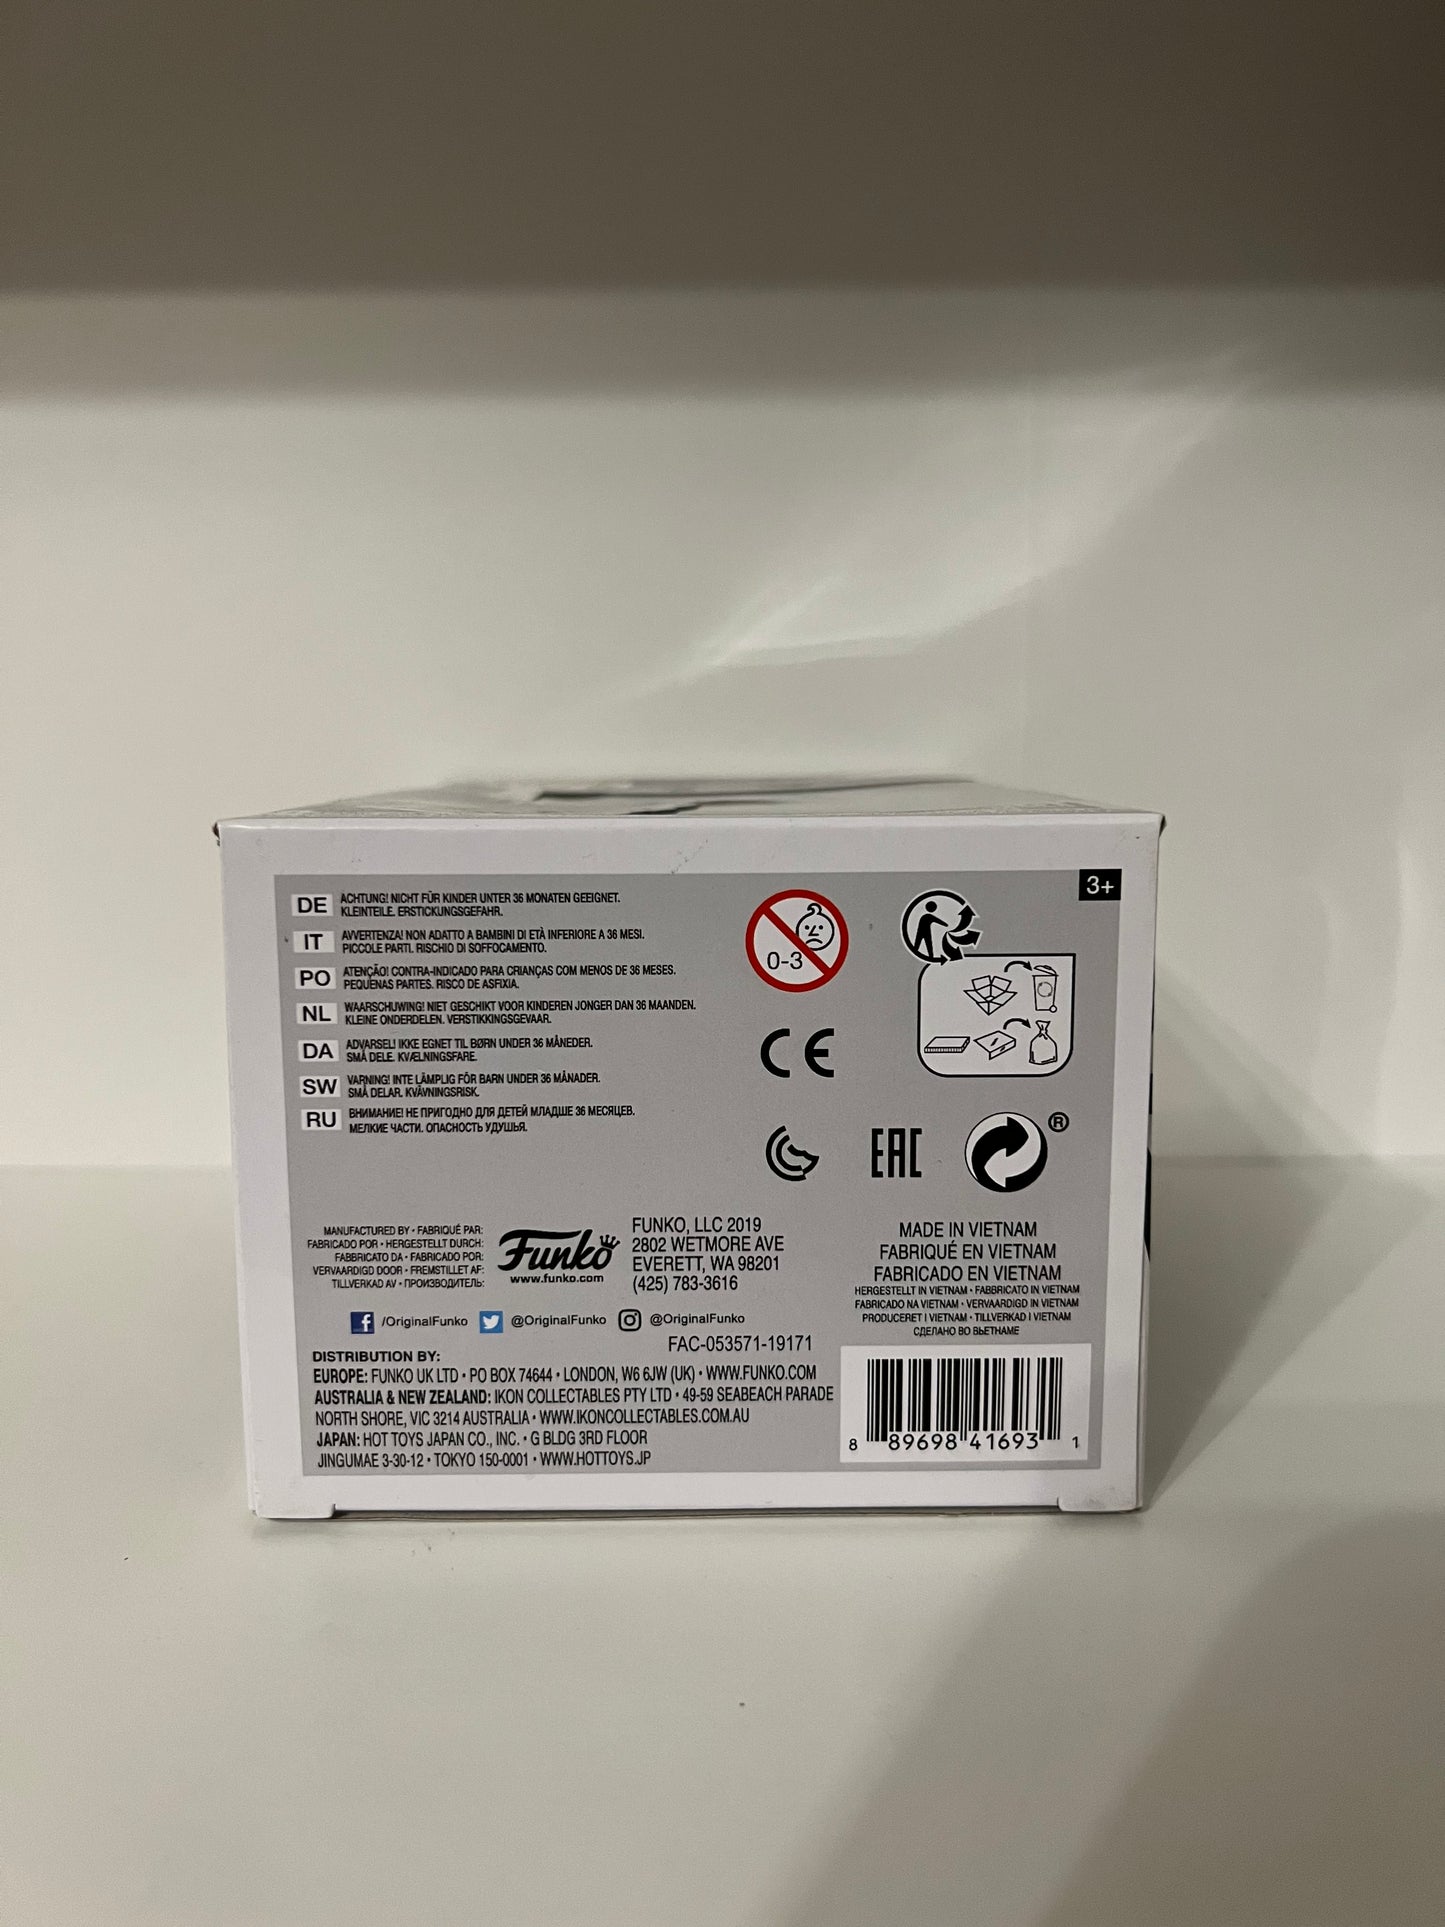 3+
DE ACHTUNG! NICHT FÜR KINDER UNTER 36 MONATEN GEEIGNET.
KLEINTEILE. ERSTICKUNGSGEFAHR.
IT AVVERTENZA! NON ADATTO A BAMBINI DI ETÀ INFERIORE A 36 MESI.
PICCOLE PARTI. RISCHIO DI SOFFOCAMENTO.
PO ATENÇÃO! CONTRA-INDICADO PARA CRIANÇAS COM MENOS DE 36 MESES.
PEQUENAS PARTES. RISCO DE ASFIXIA.
NL WAARSCHUWING! NIET GESCHIKT VOOR KINDEREN JONGER DAN 36 MAANDEN.
KLEINE ONDERDELEN. VERSTIKKINGSGEVAAR.
DA ADVARSEL! IKKE EGNET TIL BØRN UNDER 36 MÅNEDER.
SMÅ DELE. KVÆLNINGSFARE.
SW VARNING! INTE LÄMPLIG FÖR BARN UNDER 36 MÅNADER.
SMÅ DELAR. KVÄVNINGSRISK.
RU ВНИМАНИЕ! НЕ ПРИГОДНО ДЛЯ ДЕТЕЙ МЛАДШЕ 36 МЕСЯЦЕВ.
МЕЛКИЕ ЧАСТИ. ОПАСНОСТЬ УДУШЬЯ.
0-3
CE
EAC
®
MANUFACTURED BY • FABRIQUÉ PAR:
FABRICADO POR • HERGESTELLT DURCH:
FABBRICATO DA • FABRICADO POR:
VERVAARDIGD DOOR • FREMSTILLET AF:
TILLVERKAD AV • ПРОИЗВОДИТЕЛЬ:
Funko
www.funko.com
FUNKO, LLC 2019
2802 WETMORE AVE
EVERETT, WA 98201
(425) 783-3616
MADE IN VIETNAM
FABRIQUÉ EN VIETNAM
FABRICADO EN VIETNAM
HERGESTELLT IN VIETNAM • FABBRICATO IN VIETNAM
FABRICADO NA VIETNAM • VERVAARDIGD IN VIETNAM
PRODUCERET I VIETNAM • TILLVERKAD I VIETNAM
СДЕЛАНО ВО ВЬЕТНАМЕ
/OriginalFunko @OriginalFunko @OriginalFunko
FAC-053571-19171
DISTRIBUTION BY:
EUROPE: FUNKO UK LTD • PO BOX 74644 • LONDON, W6 6JW (UK) • WWW.FUNKO.COM
AUSTRALIA & NEW ZEALAND: IKON COLLECTABLES PTY LTD • 49-59 SEABEACH PARADE
NORTH SHORE, VIC 3214 AUSTRALIA • WWW.IKONCOLLECTABLES.COM.AU
JAPAN: HOT TOYS JAPAN CO., INC. • G BLDG 3RD FLOOR
JINGUMAE 3-30-12 • TOKYO 150-0001 • WWW.HOTTOYS.JP
8 89698 41693 1